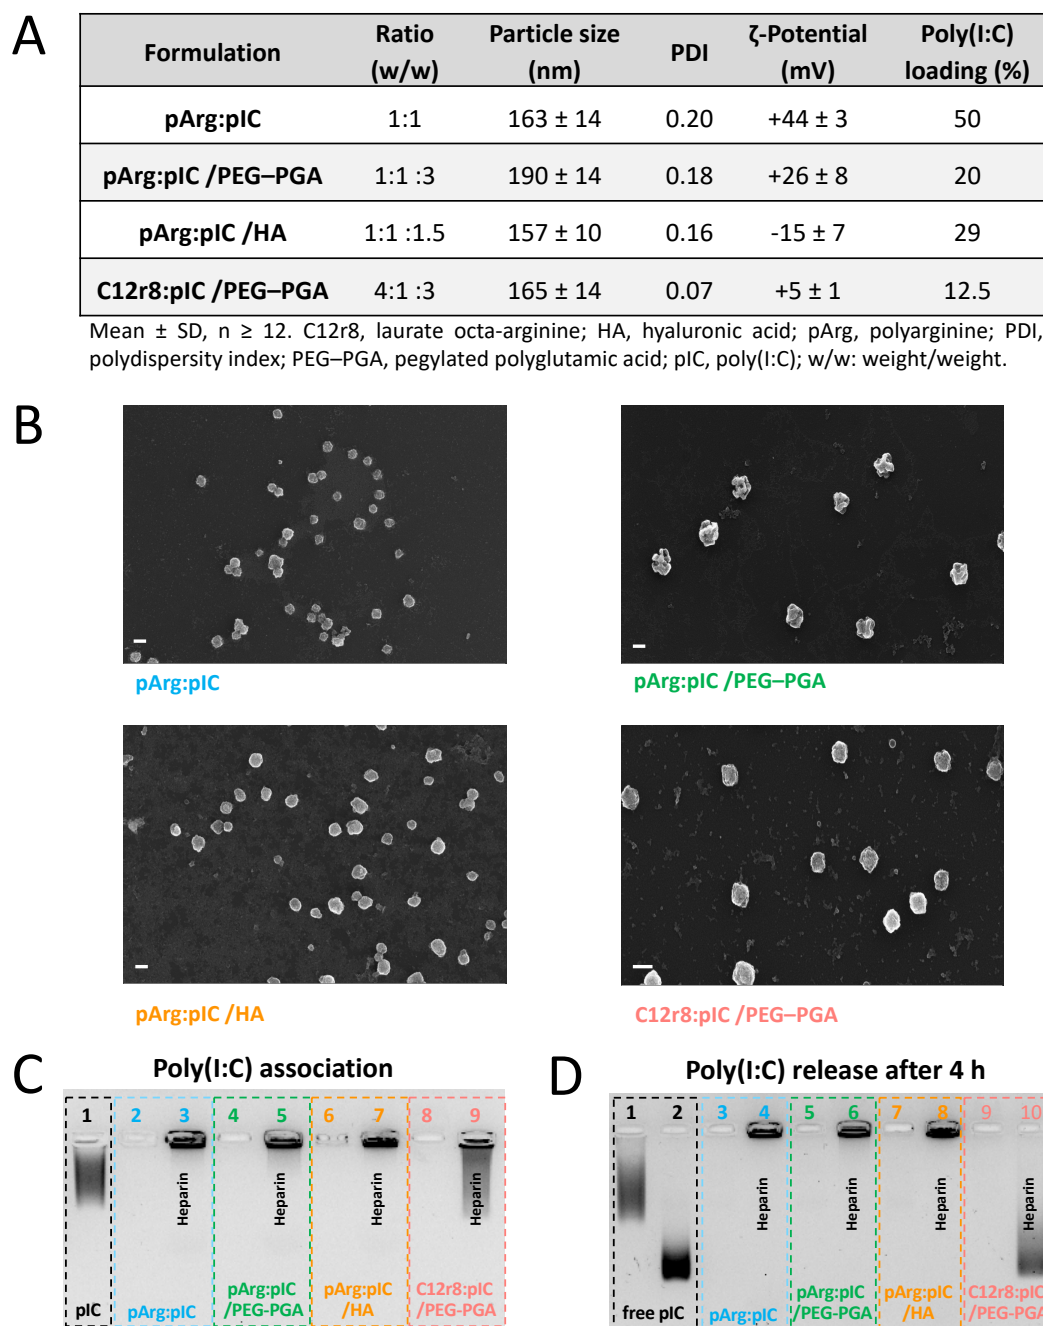 A
Formulation Ratio (w/w) Particle size (nm) PDI ζ-Potential (mV) Poly(I:C) loading (%)
pArg:pIC 1:1 163 ± 14 0.20 +44 ± 3 50
pArg:pIC /PEG–PGA 1:1 :3 190 ± 14 0.18 +26 ± 8 20
pArg:pIC /HA 1:1 :1.5 157 ± 10 0.16 -15 ± 7 29
C12r8:pIC /PEG–PGA 4:1 :3 165 ± 14 0.07 +5 ± 1 12.5
Mean ± SD, n ≥ 12. C12r8, laurate octa-arginine; HA, hyaluronic acid; pArg, polyarginine; PDI,
polydispersity index; PEG–PGA, pegylated polyglutamic acid; pIC, poly(I:C); w/w: weight/weight.
B
pArg:pIC
pArg:pIC /PEG–PGA
pArg:pIC /HA
C12r8:pIC /PEG–PGA
C
Poly(I:C) association
1 2 3 4 5 6 7 8 9
Heparin Heparin Heparin Heparin
pIC
pArg:pIC
pArg:pIC /PEG-PGA
pArg:pIC /HA
C12r8:pIC /PEG-PGA
D
Poly(I:C) release after 4 h
1 2 3 4 5 6 7 8 9 10
Heparin Heparin Heparin Heparin
free pIC
pArg:pIC
pArg:pIC /PEG-PGA
pArg:pIC /HA
C12r8:pIC /PEG-PGA